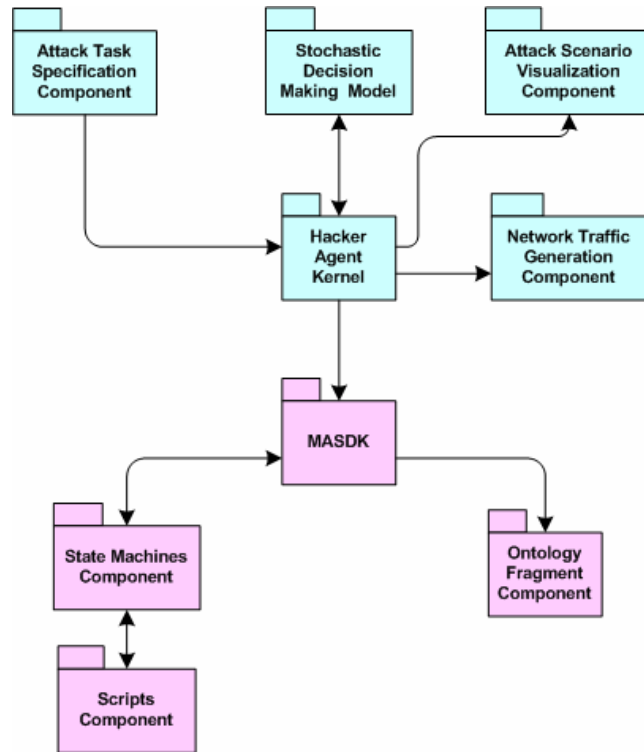 Attack Task
Specification
Component
Stochastic
Decision
Making Model
Attack Scenario
Visualization
Component
Hacker
Agent
Kernel
Network Traffic
Generation
Component
MASDK
State Machines
Component
Ontology
Fragment
Component
Scripts
Component